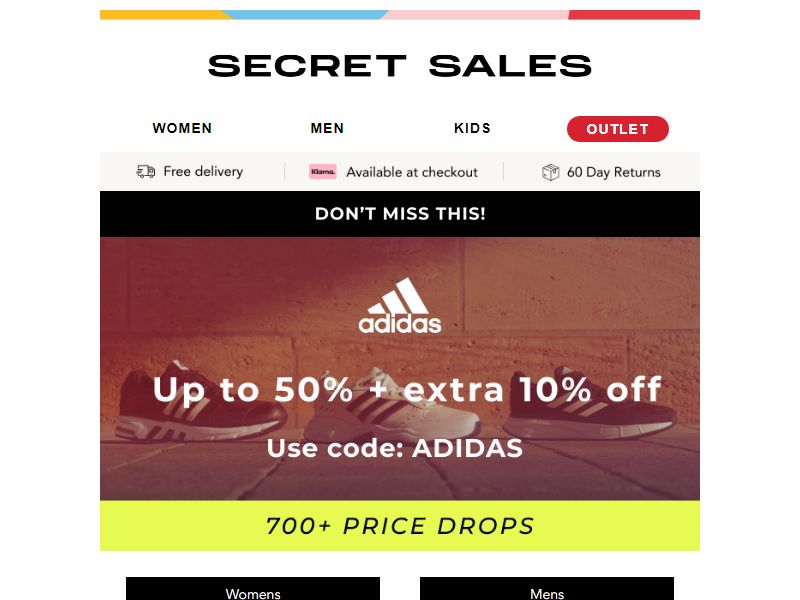 SECRET SALES
WOMEN MEN KIDS OUTLET
Free delivery Klarna. Available at checkout 60 Day Returns
DON’T MISS THIS!
adidas
Up to 50% + extra 10% off
Use code: ADIDAS
700+ PRICE DROPS
Womens Mens